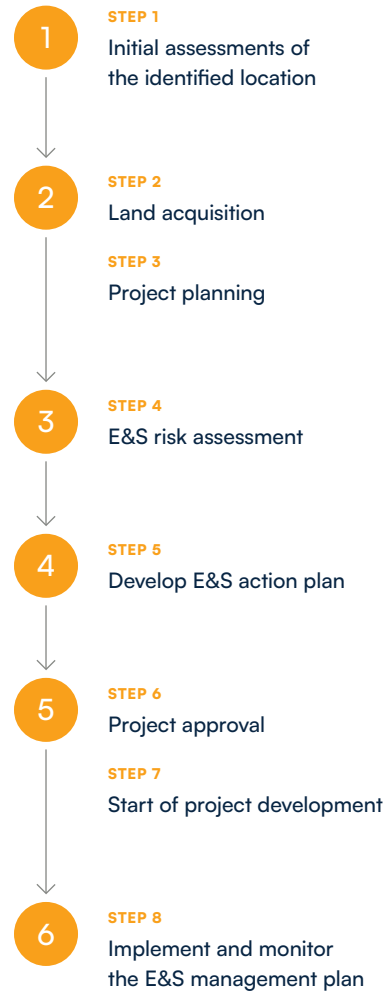 1
STEP 1
Initial assessments of
the identified location
2
STEP 2
Land acquisition
STEP 3
Project planning
3
STEP 4
E&S risk assessment
4
STEP 5
Develop E&S action plan
5
STEP 6
Project approval
STEP 7
Start of project development
6
STEP 8
Implement and monitor
the E&S management plan